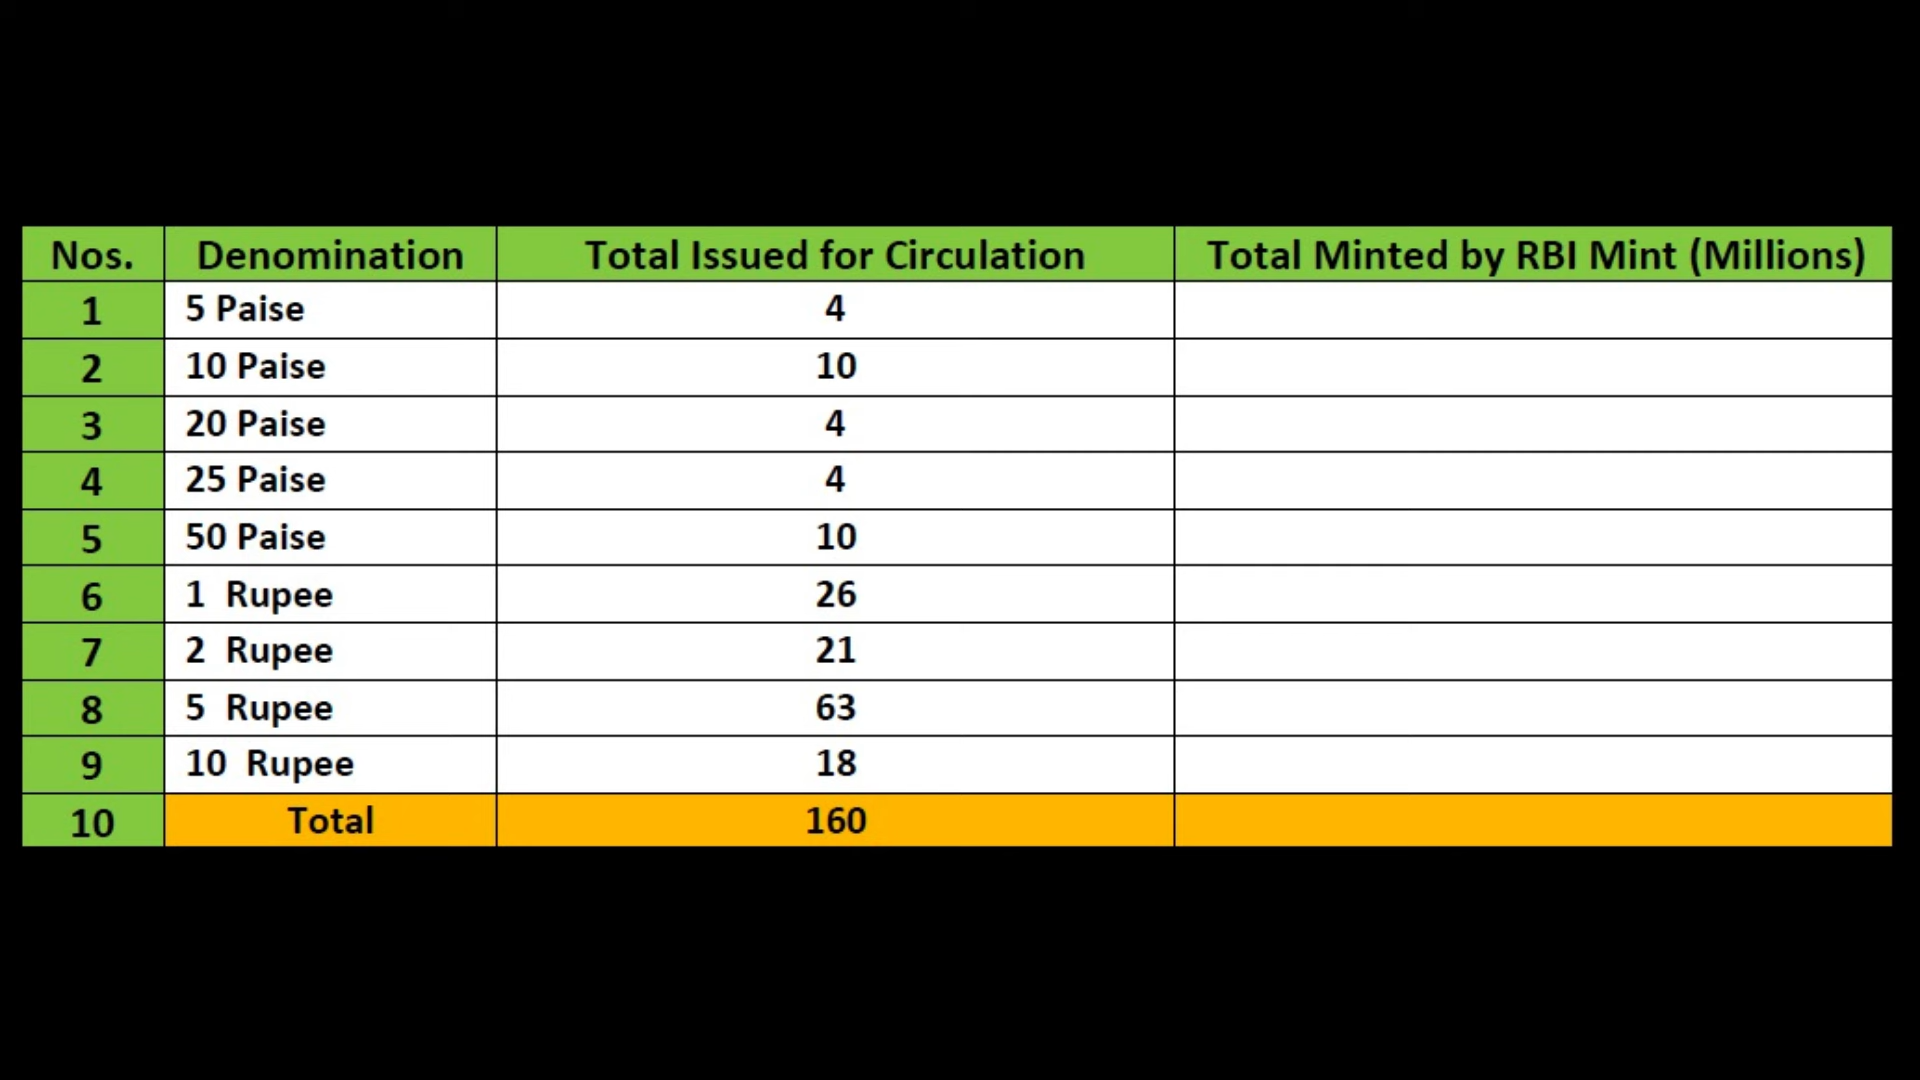 Nos. Denomination Total Issued for Circulation Total Minted by RBI Mint (Millions)
1 5 Paise 4
2 10 Paise 10
3 20 Paise 4
4 25 Paise 4
5 50 Paise 10
6 1 Rupee 26
7 2 Rupee 21
8 5 Rupee 63
9 10 Rupee 18
10 Total 160